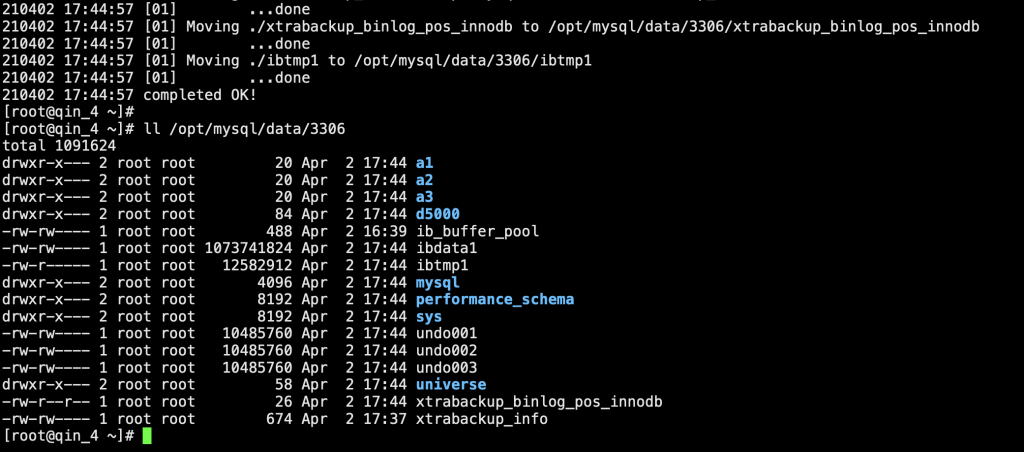 210402 17:44:57 [01]        ...done
210402 17:44:57 [01] Moving ./xtrabackup_binlog_pos_innodb to /opt/mysql/data/3306/xtrabackup_binlog_pos_innodb
210402 17:44:57 [01]        ...done
210402 17:44:57 [01] Moving ./ibtmp1 to /opt/mysql/data/3306/ibtmp1
210402 17:44:57 [01]        ...done
210402 17:44:57 completed OK!
[root@qin_4 ~]#
[root@qin_4 ~]# ll /opt/mysql/data/3306
total 1091624
drwxr-x--- 2 root root         20 Apr  2 17:44 a1
drwxr-x--- 2 root root         20 Apr  2 17:44 a2
drwxr-x--- 2 root root         20 Apr  2 17:44 a3
drwxr-x--- 2 root root         84 Apr  2 17:44 d5000
-rw-rw---- 1 root root        488 Apr  2 16:39 ib_buffer_pool
-rw-rw---- 1 root root 1073741824 Apr  2 17:44 ibdata1
-rw-r----- 1 root root   12582912 Apr  2 17:44 ibtmp1
drwxr-x--- 2 root root       4096 Apr  2 17:44 mysql
drwxr-x--- 2 root root       8192 Apr  2 17:44 performance_schema
drwxr-x--- 2 root root       8192 Apr  2 17:44 sys
-rw-rw---- 1 root root   10485760 Apr  2 17:44 undo001
-rw-rw---- 1 root root   10485760 Apr  2 17:44 undo002
-rw-rw---- 1 root root   10485760 Apr  2 17:44 undo003
drwxr-x--- 2 root root         58 Apr  2 17:44 universe
-rw-r--r-- 1 root root         26 Apr  2 17:44 xtrabackup_binlog_pos_innodb
-rw-rw---- 1 root root        674 Apr  2 17:37 xtrabackup_info
[root@qin_4 ~]#